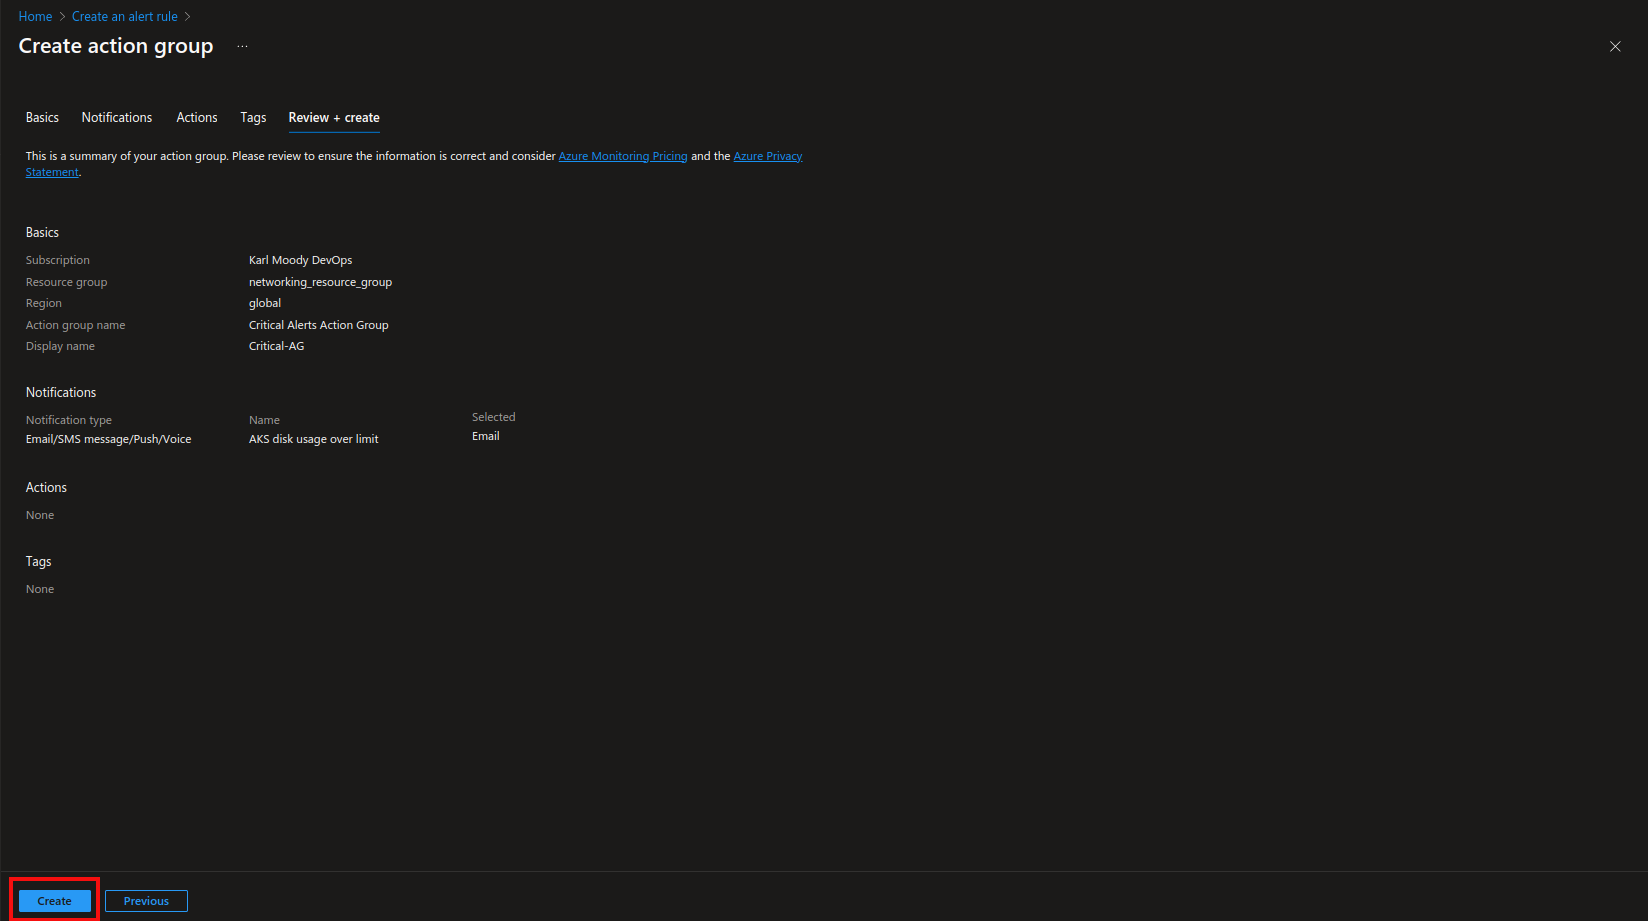 Home > Create an alert rule >
Create action group ...
Basics Notifications Actions Tags Review + create
This is a summary of your action group. Please review to ensure the information is correct and consider Azure Monitoring Pricing and the Azure Privacy
Statement.
Basics
Subscription Karl Moody DevOps
Resource group networking_resource_group
Region global
Action group name Critical Alerts Action Group
Display name Critical-AG
Notifications
Notification type Name Selected
Email/SMS message/Push/Voice AKS disk usage over limit Email
Actions
None
Tags
None
Create Previous